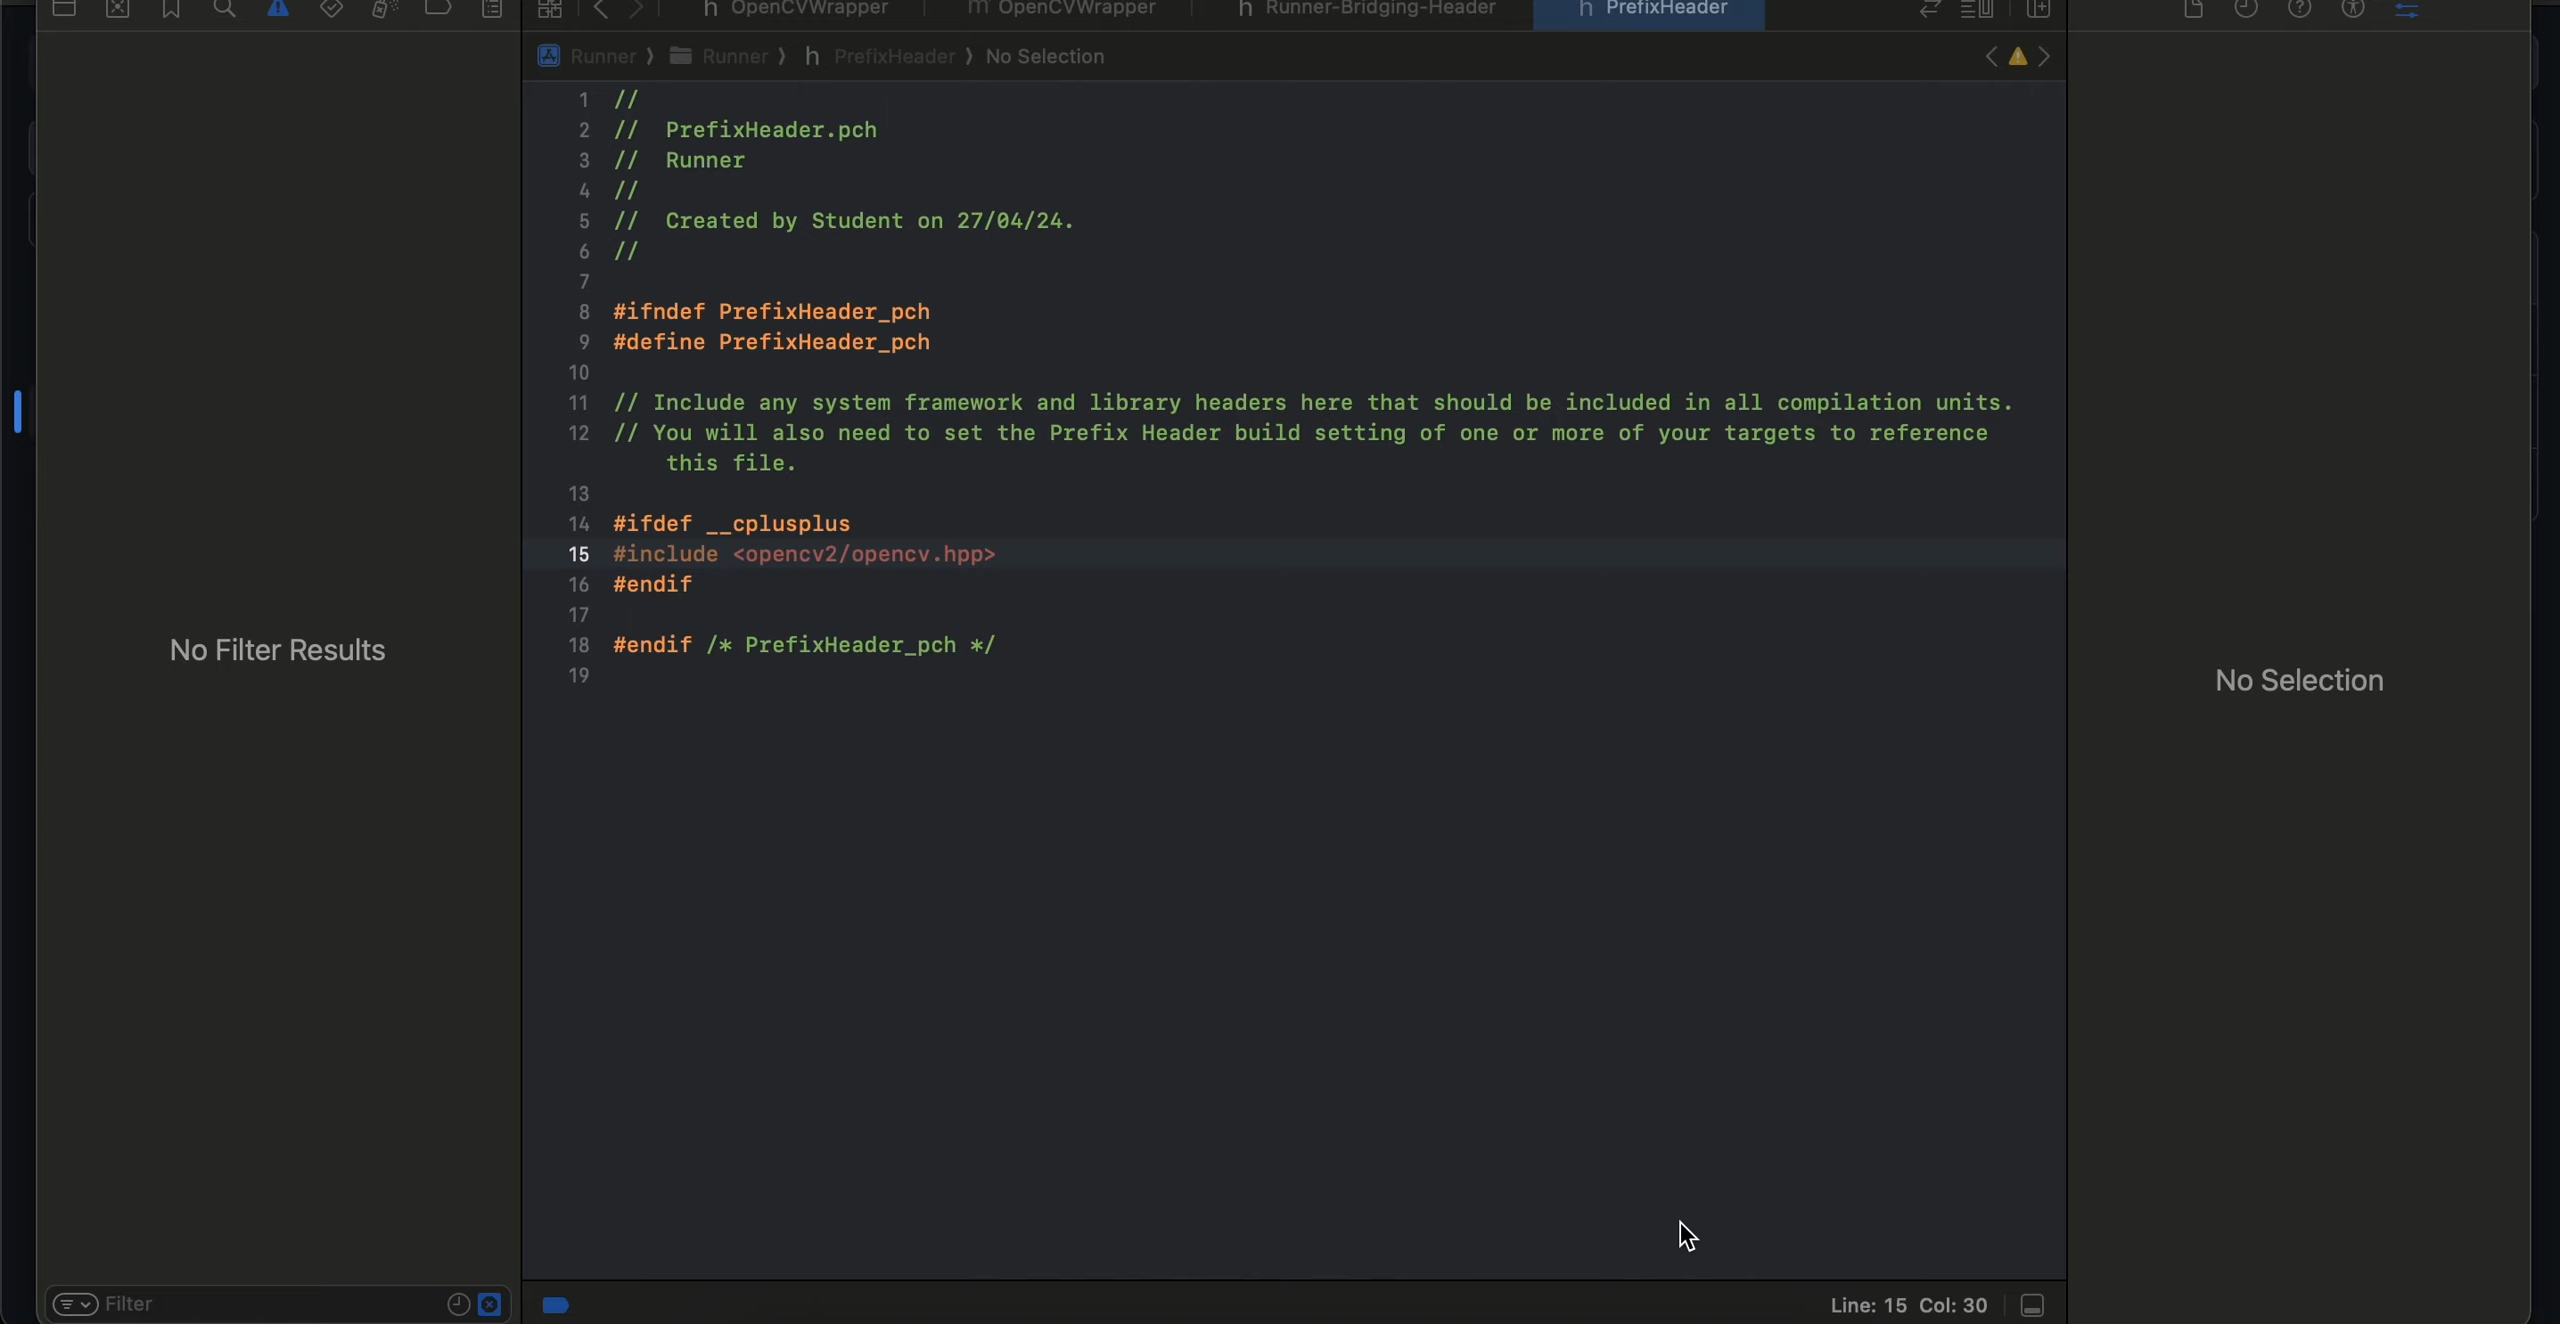 OpenCVWrapper
OpenCVWrapper
Runner-Bridging-Header
PrefixHeader
Runner 〉 Runner 〉 h PrefixHeader 〉 No Selection
1 //
2 //  PrefixHeader.pch
3 //  Runner
4 //
5 //  Created by Student on 27/04/24.
6 //
7
8 #ifndef PrefixHeader_pch
9 #define PrefixHeader_pch
10
11 // Include any system framework and library headers here that should be included in all compilation units.
12 // You will also need to set the Prefix Header build setting of one or more of your targets to reference
this file.
13
14 #ifdef __cplusplus
15 #include <opencv2/opencv.hpp>
16 #endif
17
18 #endif /* PrefixHeader_pch */
19
No Filter Results
No Selection
Filter
Line: 15 Col: 30